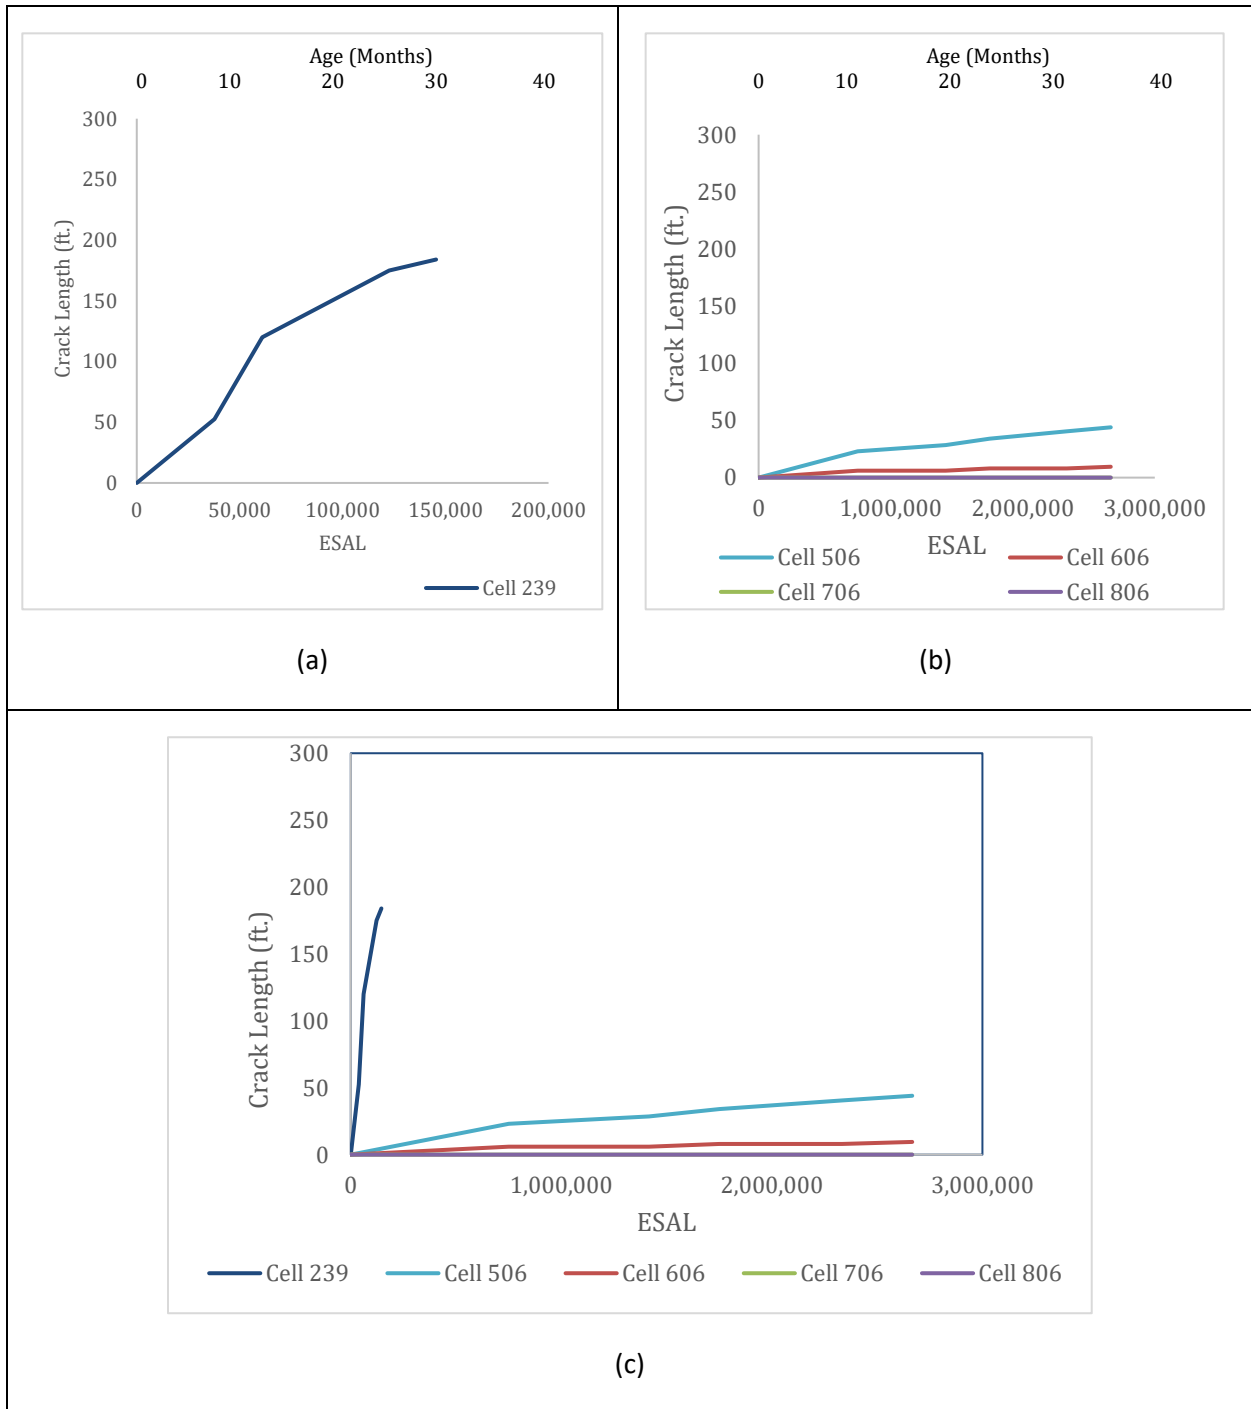 Age (Months)
0 10 20 30 40
300
250
200
150
100
50
0
Crack Length (ft.)
0 50,000 100,000 150,000 200,000
ESAL
Cell 239
(a)
Age (Months)
0 10 20 30 40
300
250
200
150
100
50
0
Crack Length (ft.)
0 1,000,000 2,000,000 3,000,000
ESAL
Cell 506 Cell 606
Cell 706 Cell 806
(b)
300
250
200
150
100
50
0
Crack Length (ft.)
0 1,000,000 2,000,000 3,000,000
ESAL
Cell 239 Cell 506 Cell 606 Cell 706 Cell 806
(c)